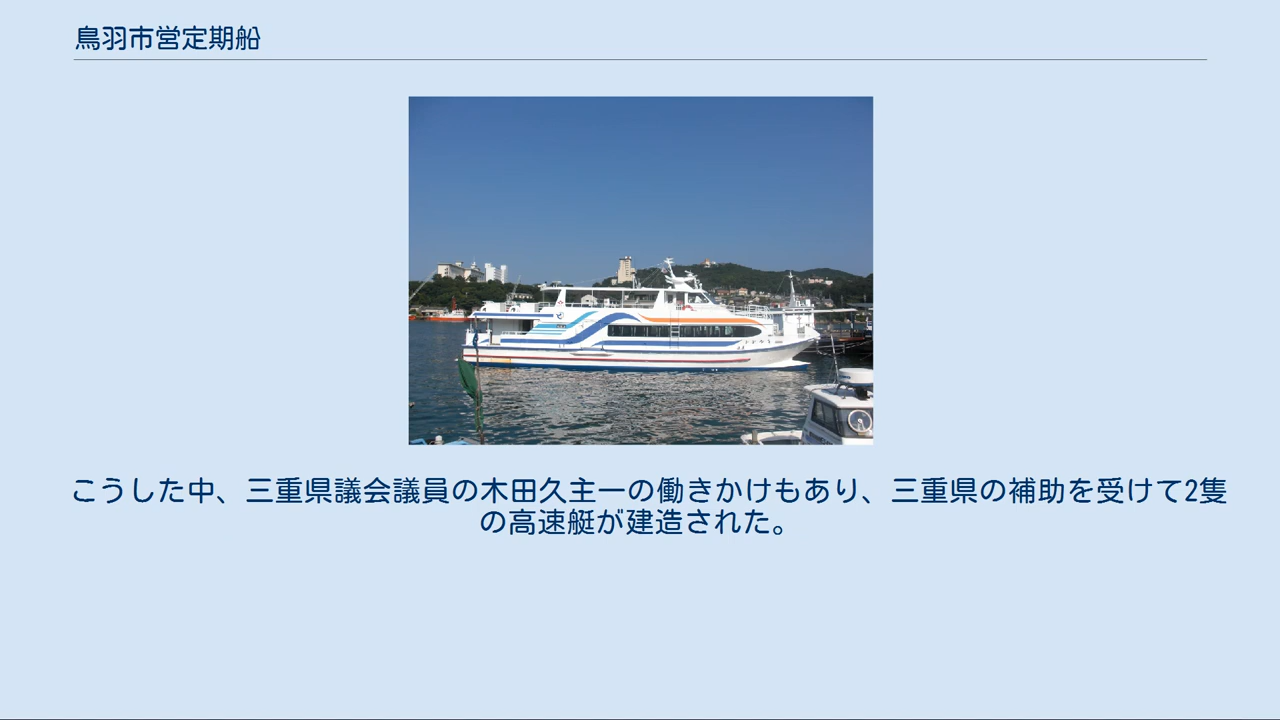 鳥羽市営定期船
こうした中、三重県議会議員の木田久主一の働きかけもあり、三重県の補助を受けて2隻
の高速艇が建造された。